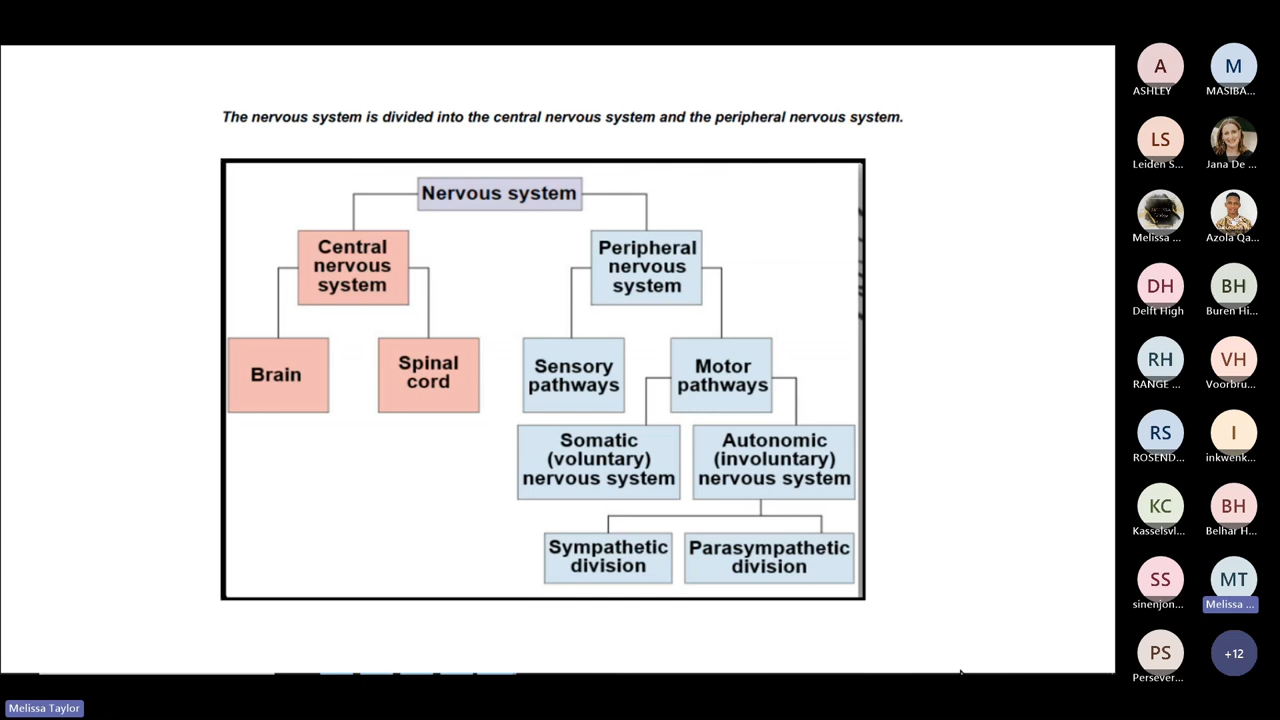 The nervous system is divided into the central nervous system and the peripheral nervous system.
Nervous system
Central
nervous
system
Peripheral
nervous
system
Brain
Spinal
cord
Sensory
pathways
Motor
pathways
Somatic
(voluntary)
nervous system
Autonomic
(involuntary)
nervous system
Sympathetic
division
Parasympathetic
division
A
ASHLEY
M
MASIBA...
LS
Leiden S...
Jana De ...
Melissa ...
Azola Qa...
DH
Delft High
BH
Buren Hi...
RH
RANGE ...
VH
Voorbru...
RS
ROSEND...
I
inkwenk...
KC
Kasselsvl...
BH
Belhar H...
SS
sinenjon...
MT
Melissa ...
PS
Persever...
+12
Melissa Taylor